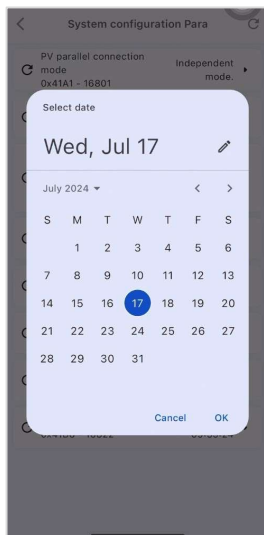 System configuration Para
PV parallel connection
mode
0x41A1 - 16801
Independent
mode.
Select date
Wed, Jul 17
July 2024
S M T W T F S
1 2 3 4 5 6
7 8 9 10 11 12 13
14 15 16 17 18 19 20
21 22 23 24 25 26 27
28 29 30 31
Cancel OK